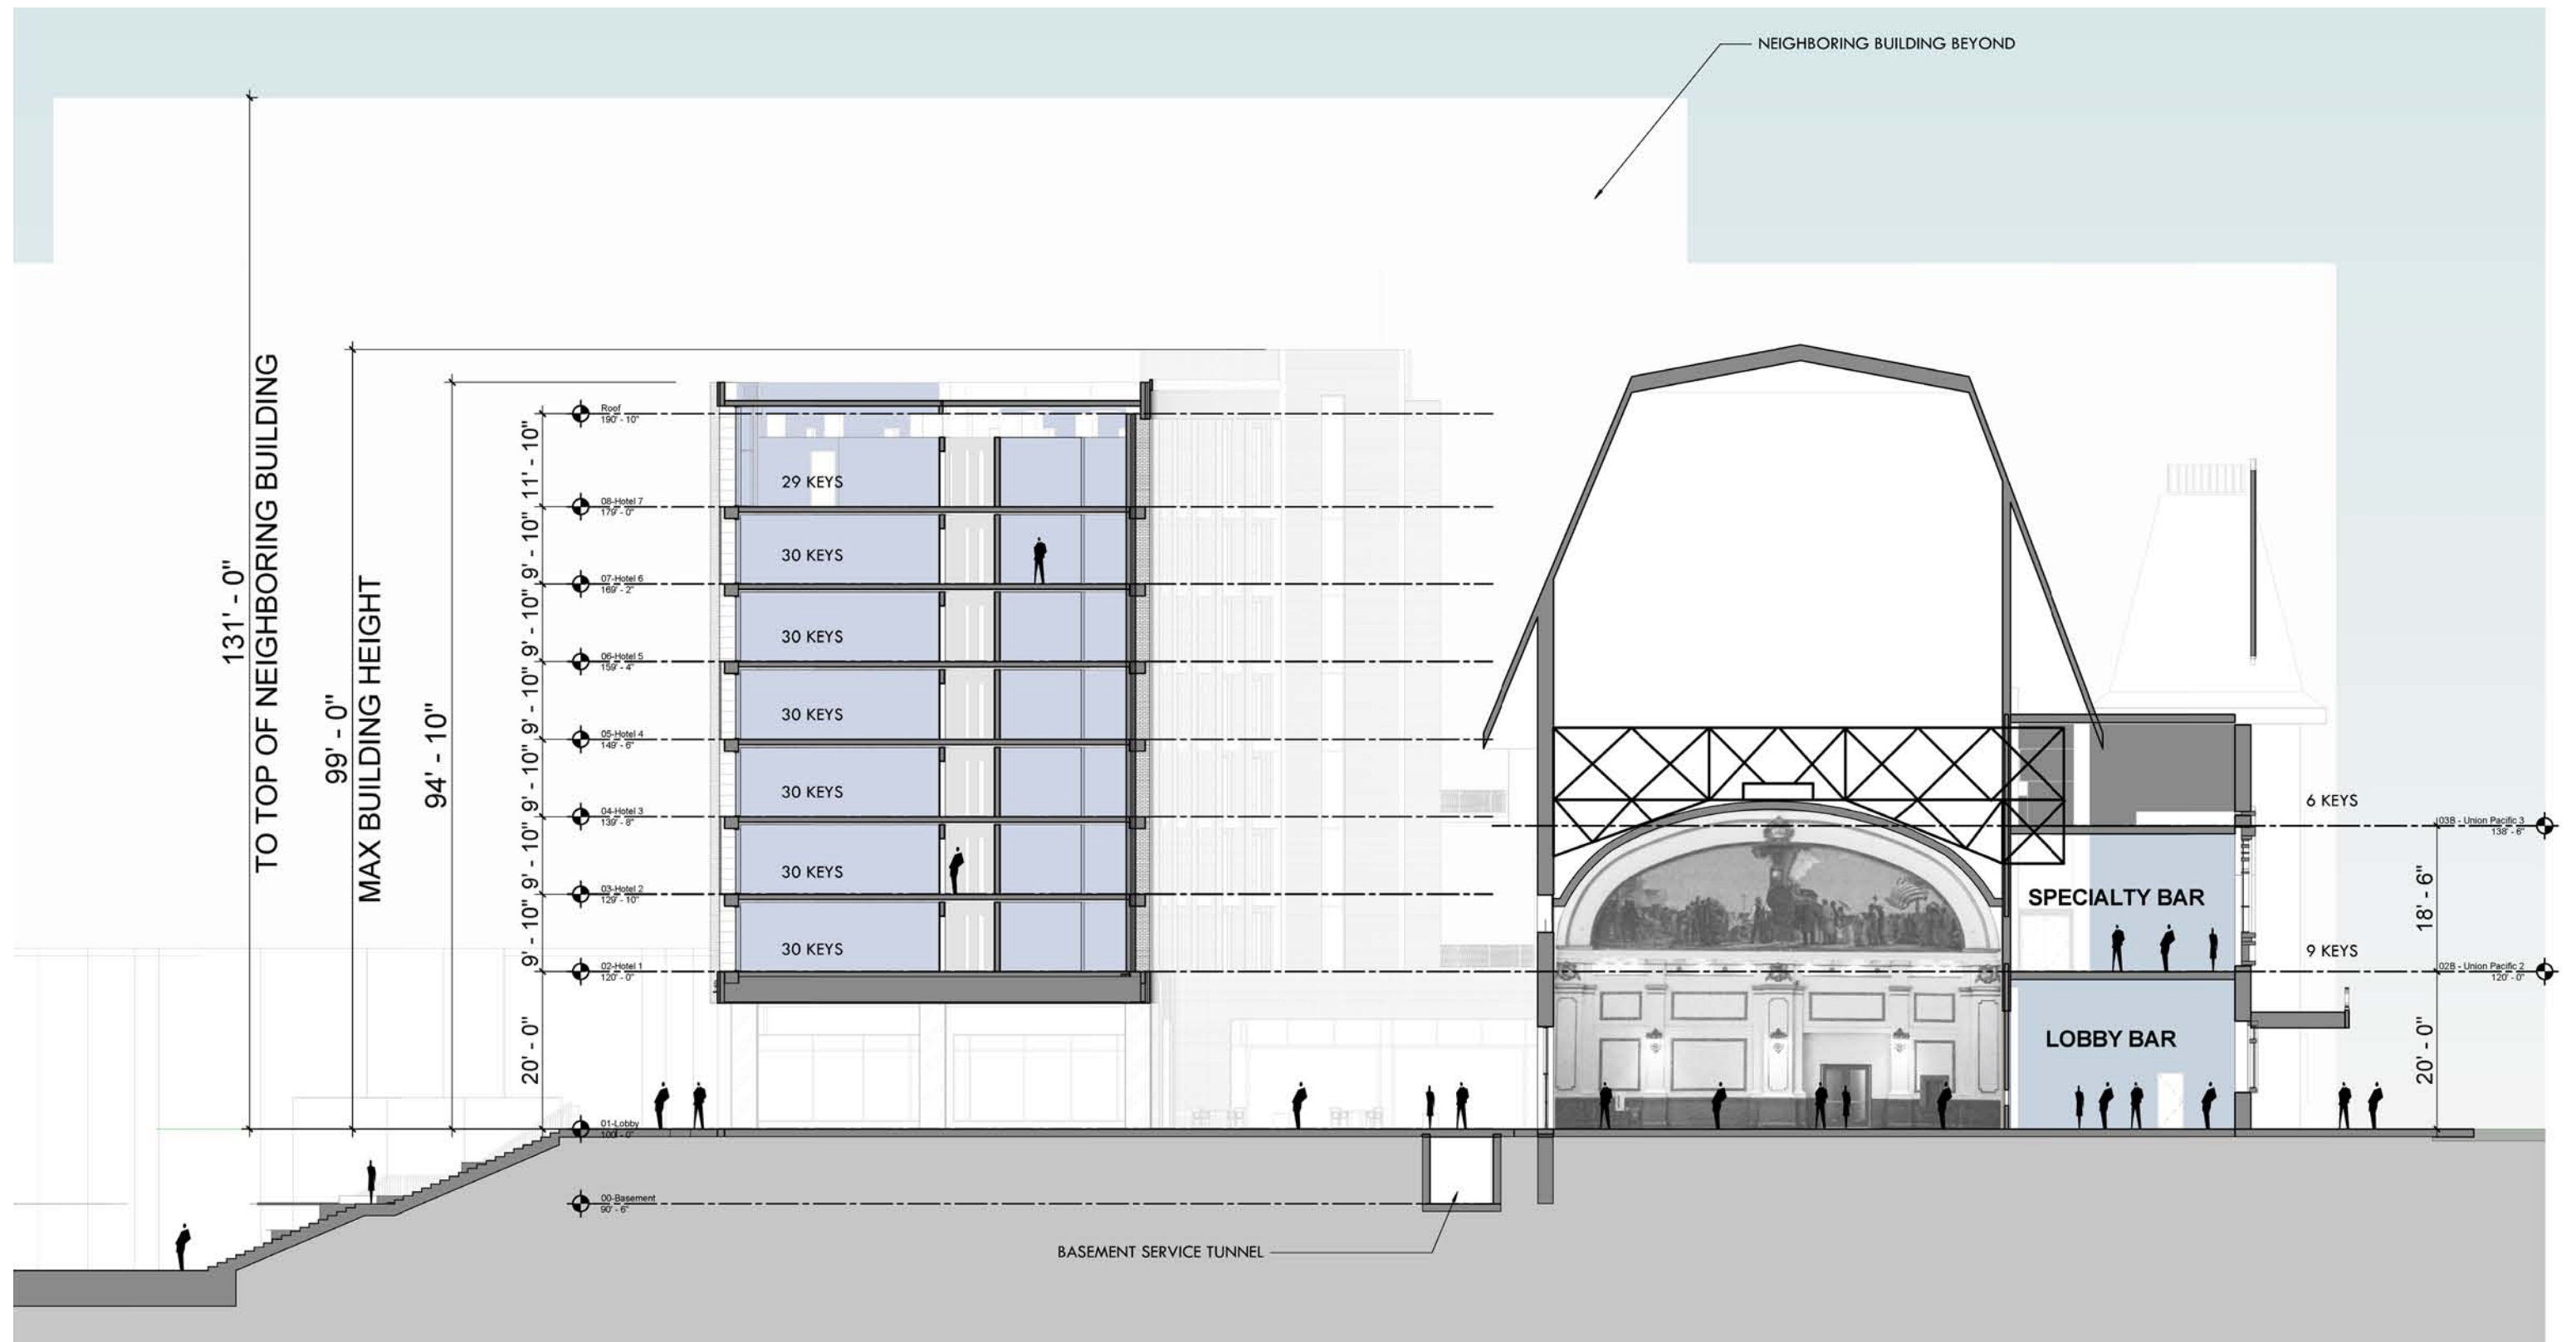 NEIGHBORING BUILDING BEYOND
131' - 0"
TO TOP OF NEIGHBORING BUILDING
99' - 0"
MAX BUILDING HEIGHT
94' - 10"
11' - 10"
9' - 10"
9' - 10"
9' - 10"
9' - 10"
9' - 10"
9' - 10"
20' - 0"
Roof
190' - 10"
08-Hotel 7
179' - 0"
07-Hotel 6
169' - 2"
06-Hotel 5
159' - 4"
05-Hotel 4
149' - 6"
04-Hotel 3
139' - 8"
03-Hotel 2
129' - 10"
02-Hotel 1
120' - 0"
01-Lobby
100' - 0"
00-Basement
90' - 6"
29 KEYS
30 KEYS
30 KEYS
30 KEYS
30 KEYS
30 KEYS
30 KEYS
BASEMENT SERVICE TUNNEL
SPECIALTY BAR
LOBBY BAR
6 KEYS
9 KEYS
03B - Union Pacific 3
138' - 6"
02B - Union Pacific 2
120' - 0"
18' - 6"
20' - 0"